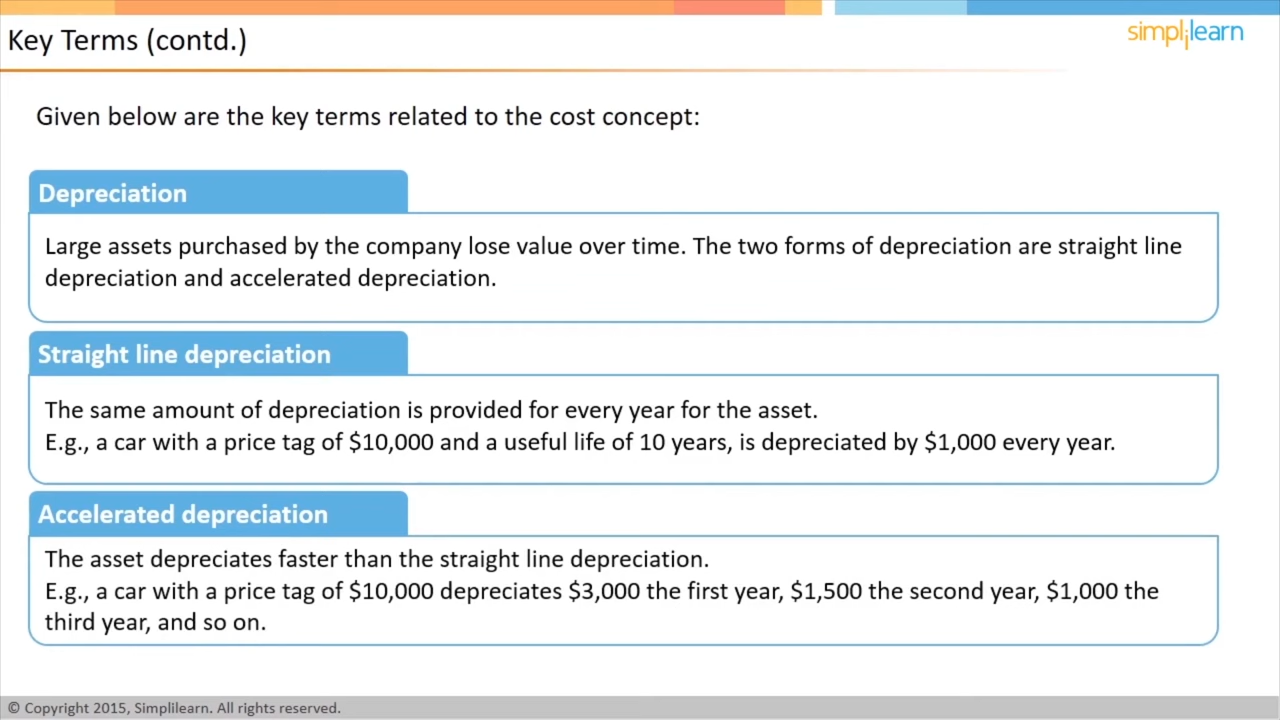 Key Terms (contd.)
simplilearn
Given below are the key terms related to the cost concept:
Depreciation
Large assets purchased by the company lose value over time. The two forms of depreciation are straight line
depreciation and accelerated depreciation.
Straight line depreciation
The same amount of depreciation is provided for every year for the asset.
E.g., a car with a price tag of $10,000 and a useful life of 10 years, is depreciated by $1,000 every year.
Accelerated depreciation
The asset depreciates faster than the straight line depreciation.
E.g., a car with a price tag of $10,000 depreciates $3,000 the first year, $1,500 the second year, $1,000 the
third year, and so on.
© Copyright 2015, Simplilearn. All rights reserved.